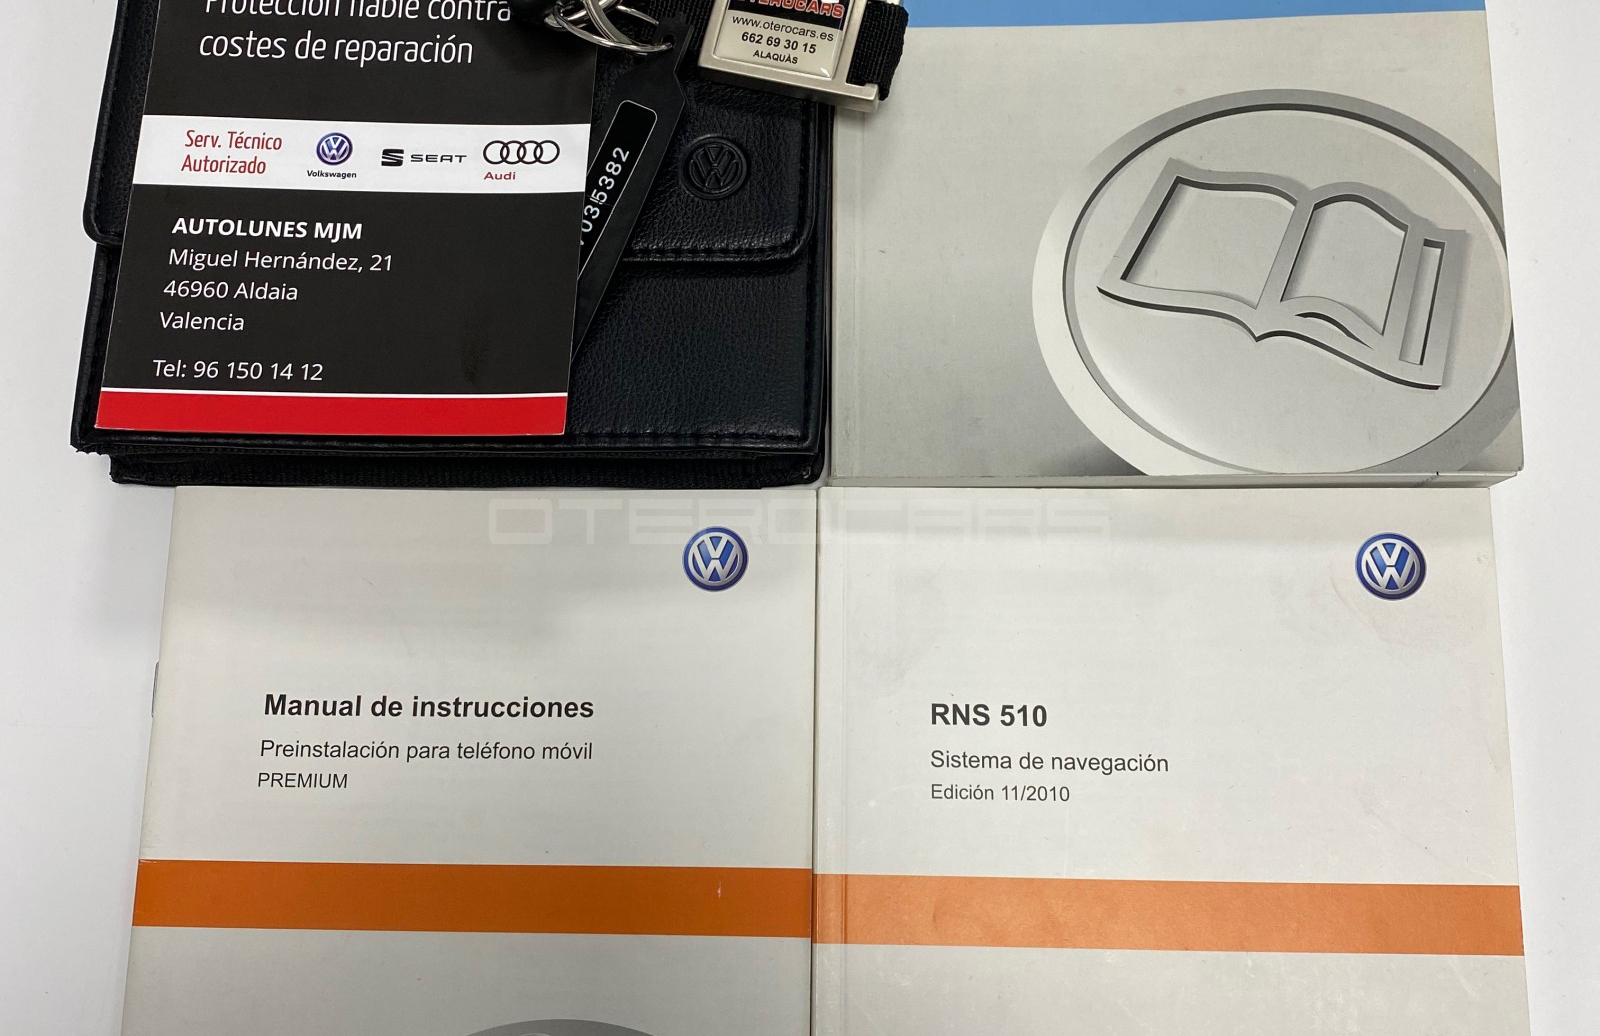 Protección fiable contra
costes de reparación
Serv. Técnico
Autorizado
Volkswagen
SEAT
Audi
AUTOLUNES MJM
Miguel Hernández, 21
46960 Aldaia
Valencia
Tel: 96 150 14 12
OTEROCARS
www.oterocars.es
662 69 30 15
ALAQUÀS
7035382
OTEROCARS
Manual de instrucciones
Preinstalación para teléfono móvil
PREMIUM
RNS 510
Sistema de navegación
Edición 11/2010